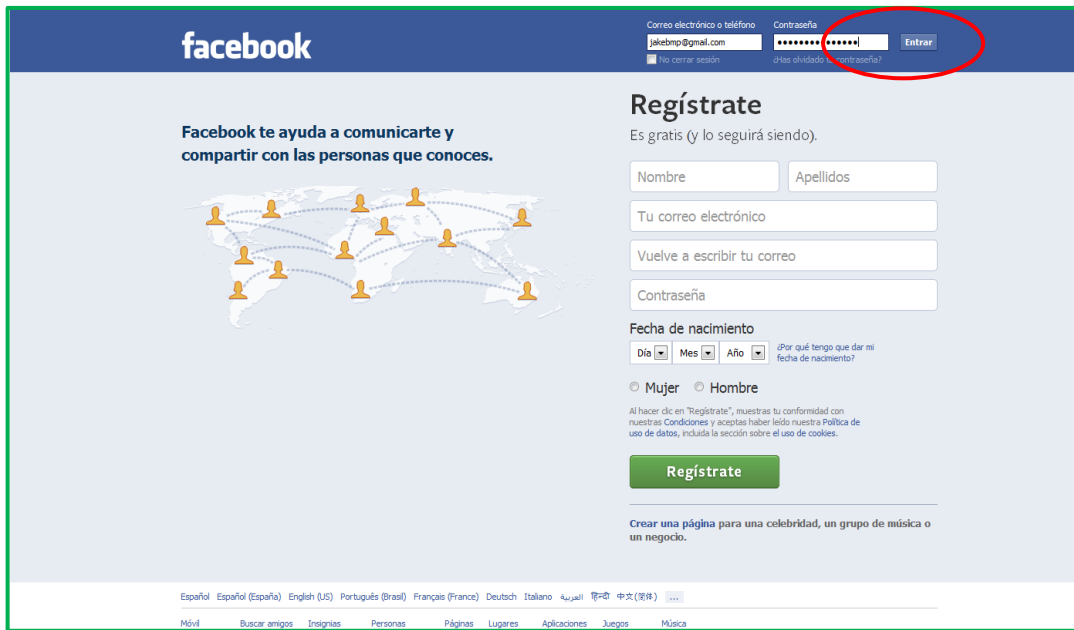 Correo electrónico o teléfono Contraseña
facebook
jakebmp@gmail.com ••••••••••••••• Entrar
No cerrar sesión ¿Has olvidado tu contraseña?
Regístrate
Es gratis (y lo seguirá siendo).
Facebook te ayuda a comunicarte y
compartir con las personas que conoces.
Nombre Apellidos
Tu correo electrónico
Vuelve a escribir tu correo
Contraseña
Fecha de nacimiento
Día Mes Año ¿Por qué tengo que dar mi
fecha de nacimiento?
Mujer Hombre
Al hacer clic en "Regístrate", muestras tu conformidad con
nuestras Condiciones y aceptas haber leído nuestra Política de
uso de datos, incluida la sección sobre el uso de cookies.
Regístrate
Crear una página para una celebridad, un grupo de música o
un negocio.
Español Español (España) English (US) Português (Brasil) Français (France) Deutsch Italiano العربية हिन्दी 中文(简体) ...
Móvil Buscar amigos Insignias Personas Páginas Lugares Aplicaciones Juegos Música